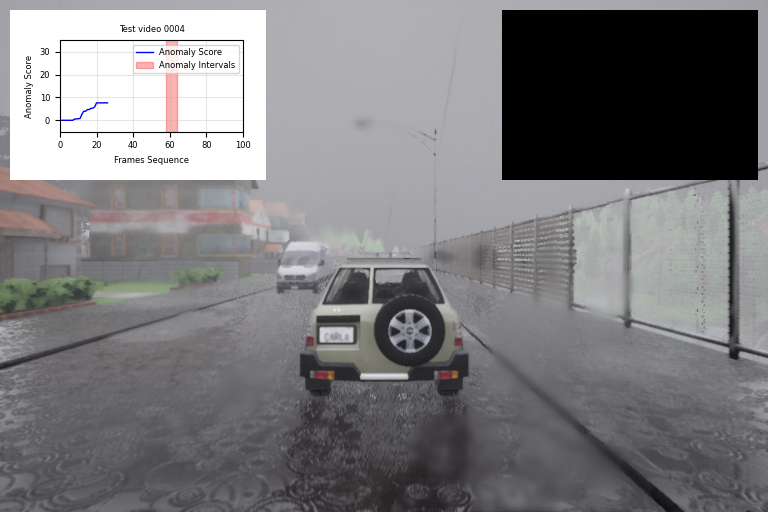 Test video 0004
Anomaly Score
Anomaly Intervals
Anomaly Score
30
20
10
0
0 20 40 60 80 100
Frames Sequence
CARLA